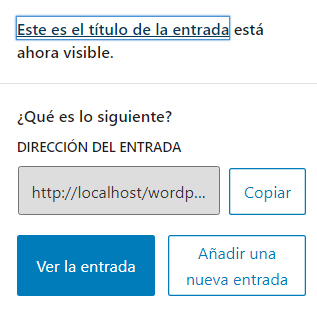 Este es el título de la entrada está
ahora visible.
¿Qué es lo siguiente?
DIRECCIÓN DEL ENTRADA
http://localhost/wordp...
Copiar
Ver la entrada
Añadir una
nueva entrada